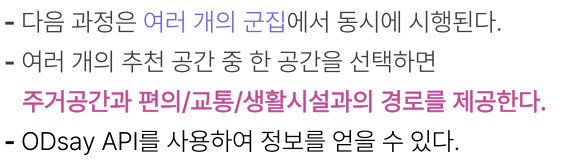 - 다음 과정은 여러 개의 군집에서 동시에 시행된다.
- 여러 개의 추천 공간 중 한 공간을 선택하면
주거공간과 편의/교통/생활시설과의 경로를 제공한다.
- ODsay API를 사용하여 정보를 얻을 수 있다.